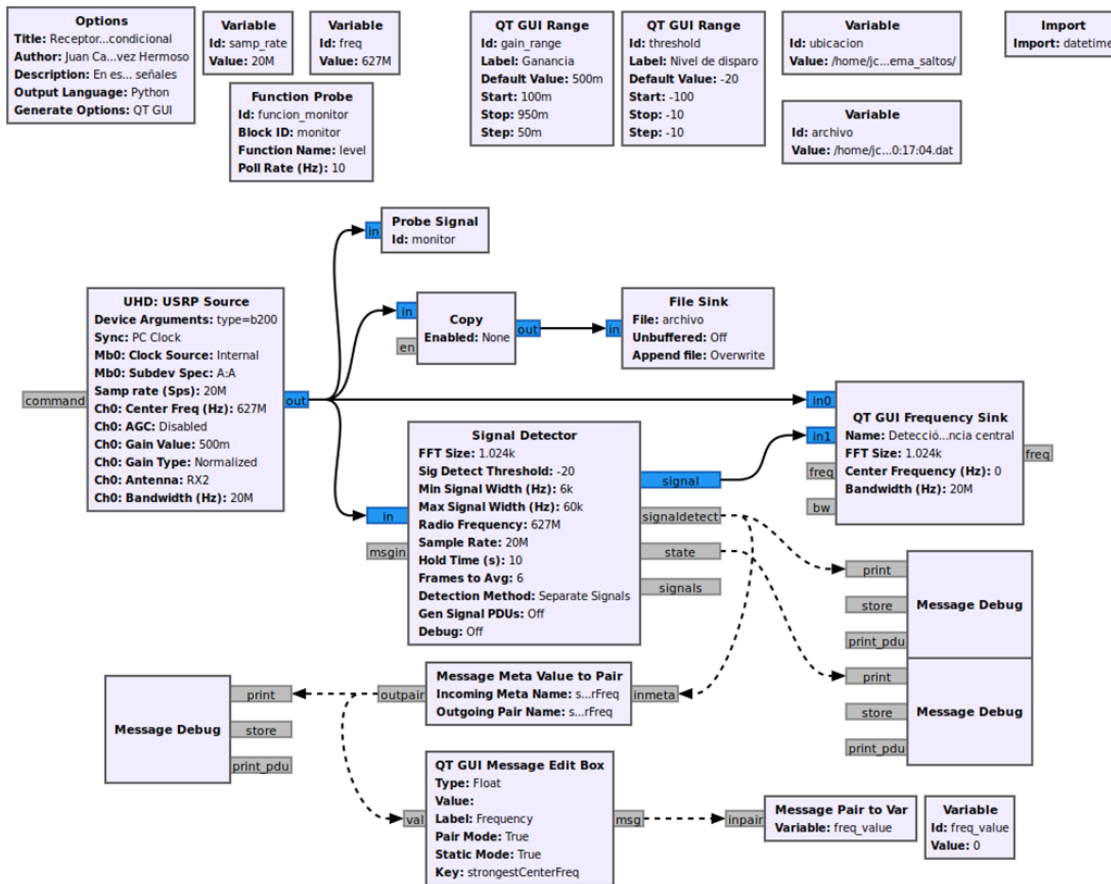 Options
Title: Receptor...condicional
Author: Juan Ca...vez Hermoso
Description: En es... señales
Output Language: Python
Generate Options: QT GUI
Variable
Id: samp_rate
Value: 20M
Variable
Id: freq
Value: 627M
Function Probe
Id: funcion_monitor
Block ID: monitor
Function Name: level
Poll Rate (Hz): 10
QT GUI Range
Id: gain_range
Label: Ganancia
Default Value: 500m
Start: 100m
Stop: 950m
Step: 50m
QT GUI Range
Id: threshold
Label: Nivel de disparo
Default Value: -20
Start: -100
Stop: -10
Step: -10
Variable
Id: ubicacion
Value: /home/jc...ema_saltos/
Variable
Id: archivo
Value: /home/jc...0:17:04.dat
Import
Import: datetime
in
Probe Signal
Id: monitor
command
UHD: USRP Source
Device Arguments: type=b200
Sync: PC Clock
Mb0: Clock Source: Internal
Mb0: Subdev Spec: A:A
Samp rate (Sps): 20M
Ch0: Center Freq (Hz): 627M
Ch0: AGC: Disabled
Ch0: Gain Value: 500m
Ch0: Gain Type: Normalized
Ch0: Antenna: RX2
Ch0: Bandwidth (Hz): 20M
out
in
en
Copy
Enabled: None
out
in
File Sink
File: archivo
Unbuffered: Off
Append file: Overwrite
in
msgin
Signal Detector
FFT Size: 1.024k
Sig Detect Threshold: -20
Min Signal Width (Hz): 6k
Max Signal Width (Hz): 60k
Radio Frequency: 627M
Sample Rate: 20M
Hold Time (s): 10
Frames to Avg: 6
Detection Method: Separate Signals
Gen Signal PDUs: Off
Debug: Off
signal
signaldetect
state
signals
in0
in1
freq
bw
QT GUI Frequency Sink
Name: Detecció...ncia central
FFT Size: 1.024k
Center Frequency (Hz): 0
Bandwidth (Hz): 20M
freq
print
store
print_pdu
Message Debug
print
store
print_pdu
Message Debug
Message Debug
print
store
print_pdu
outpair
Message Meta Value to Pair
Incoming Meta Name: s...rFreq
Outgoing Pair Name: s...rFreq
inmeta
val
QT GUI Message Edit Box
Type: Float
Value:
Label: Frequency
Pair Mode: True
Static Mode: True
Key: strongestCenterFreq
msg
inpair
Message Pair to Var
Variable: freq_value
Variable
Id: freq_value
Value: 0